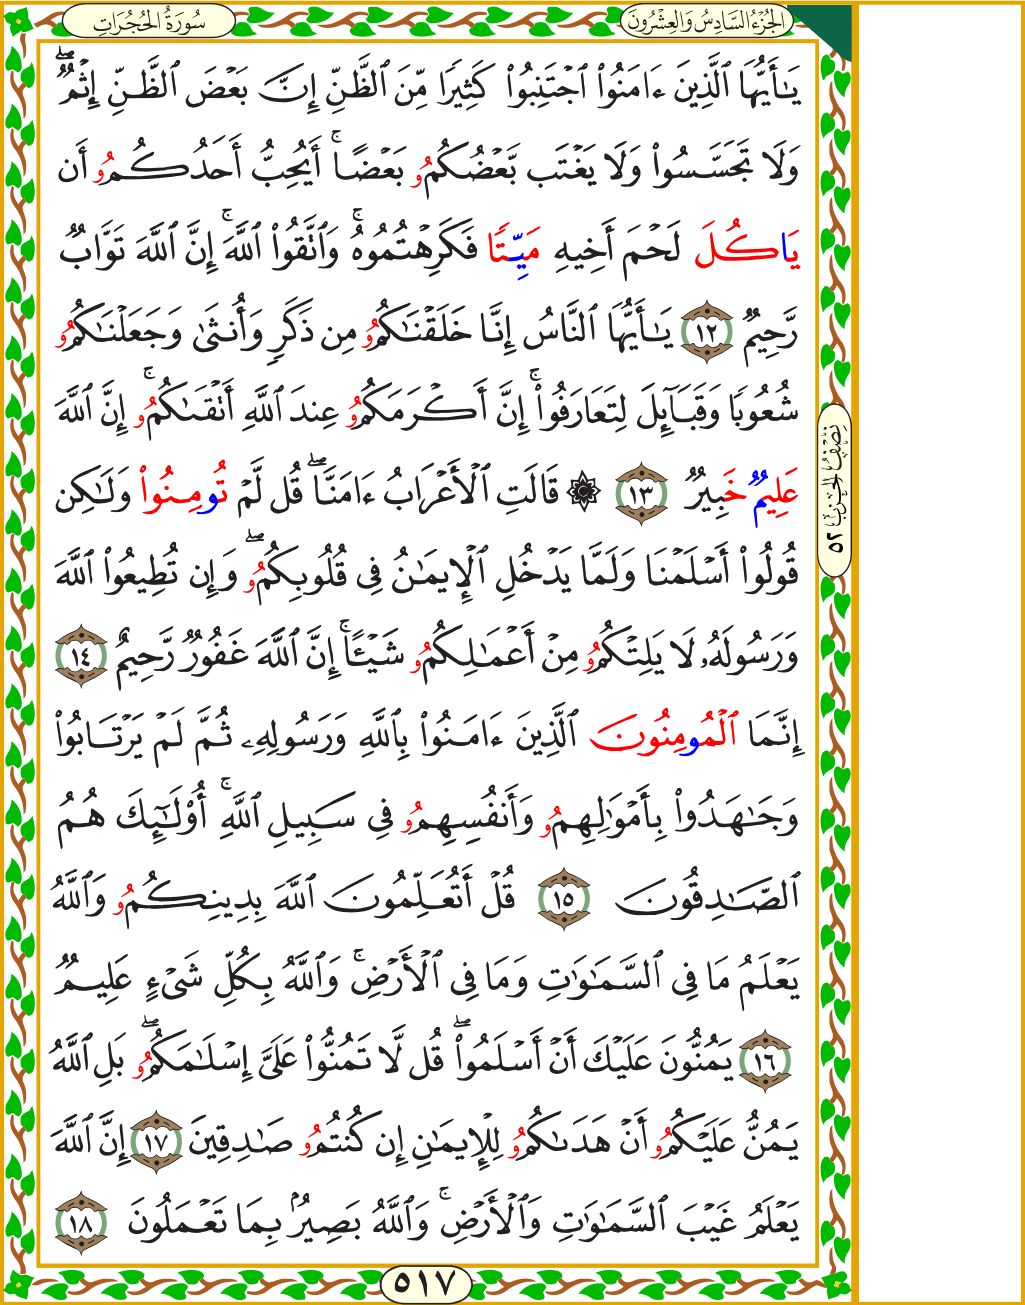 سُورَةُ الحُجُرَاتِ
الجُزْءُ السَّادِسُ وَالعِشْرُونَ
يَـٰٓأَيُّهَا ٱلَّذِينَ ءَامَنُوا۟ ٱجْتَنِبُوا۟ كَثِيرًا مِّنَ ٱلظَّنِّ إِنَّ بَعْضَ ٱلظَّنِّ إِثْمٌ ۖ
وَلَا تَجَسَّسُوا۟ وَلَا يَغْتَب بَّعْضُكُمُو بَعْضًا ۚ أَيُحِبُّ أَحَدُكُمُو أَن
يَاكُلَ لَحْمَ أَخِيهِ مَيِّتًا فَكَرِهْتُمُوهُ ۚ وَٱتَّقُوا۟ ٱللَّهَ ۚ إِنَّ ٱللَّهَ تَوَّابٌ
رَّحِيمٌ ١٢ يَـٰٓأَيُّهَا ٱلنَّاسُ إِنَّا خَلَقْنَـٰكُمُو مِن ذَكَرٍ وَأُنثَىٰ وَجَعَلْنَـٰكُمُو
شُعُوبًا وَقَبَآئِلَ لِتَعَارَفُوٓا۟ ۚ إِنَّ أَكْرَمَكُمُو عِندَ ٱللَّهِ أَتْقَىٰكُمُو ۚ إِنَّ ٱللَّهَ
عَلِيمٌ خَبِيرٌ ١٣ ۞ قَالَتِ ٱلْأَعْرَابُ ءَامَنَّا ۖ قُل لَّمْ تُومِنُوا۟ وَلَـٰكِن
قُولُوٓا۟ أَسْلَمْنَا وَلَمَّا يَدْخُلِ ٱلْإِيمَـٰنُ فِى قُلُوبِكُمُو ۖ وَإِن تُطِيعُوا۟ ٱللَّهَ
وَرَسُولَهُۥ لَا يَلِتْكُمُو مِنْ أَعْمَـٰلِكُمُو شَيْـًٔا ۚ إِنَّ ٱللَّهَ غَفُورٌ رَّحِيمٌ ١٤
إِنَّمَا ٱلْمُومِنُونَ ٱلَّذِينَ ءَامَنُوا۟ بِٱللَّهِ وَرَسُولِهِۦ ثُمَّ لَمْ يَرْتَابُوا۟
وَجَـٰهَدُوا۟ بِأَمْوَٰلِهِمُو وَأَنفُسِهِمُو فِى سَبِيلِ ٱللَّهِ ۚ أُو۟لَـٰٓئِكَ هُمُ
ٱلصَّـٰدِقُونَ ١٥ قُلْ أَتُعَلِّمُونَ ٱللَّهَ بِدِينِكُمُو وَٱللَّهُ
يَعْلَمُ مَا فِى ٱلسَّمَـٰوَٰتِ وَمَا فِى ٱلْأَرْضِ ۚ وَٱللَّهُ بِكُلِّ شَىْءٍ عَلِيمٌ
١٦ يَمُنُّونَ عَلَيْكَ أَنْ أَسْلَمُوا۟ ۖ قُل لَّا تَمُنُّوا۟ عَلَىَّ إِسْلَـٰمَكُمُو ۖ بَلِ ٱللَّهُ
يَمُنُّ عَلَيْكُمُو أَنْ هَدَىٰكُمُو لِلْإِيمَـٰنِ إِن كُنتُمُو صَـٰدِقِينَ ١٧ إِنَّ ٱللَّهَ
يَعْلَمُ غَيْبَ ٱلسَّمَـٰوَٰتِ وَٱلْأَرْضِ ۚ وَٱللَّهُ بَصِيرٌۢ بِمَا تَعْمَلُونَ ١٨
نِصْفُ الحِزْبِ ٥٢
٥١٧